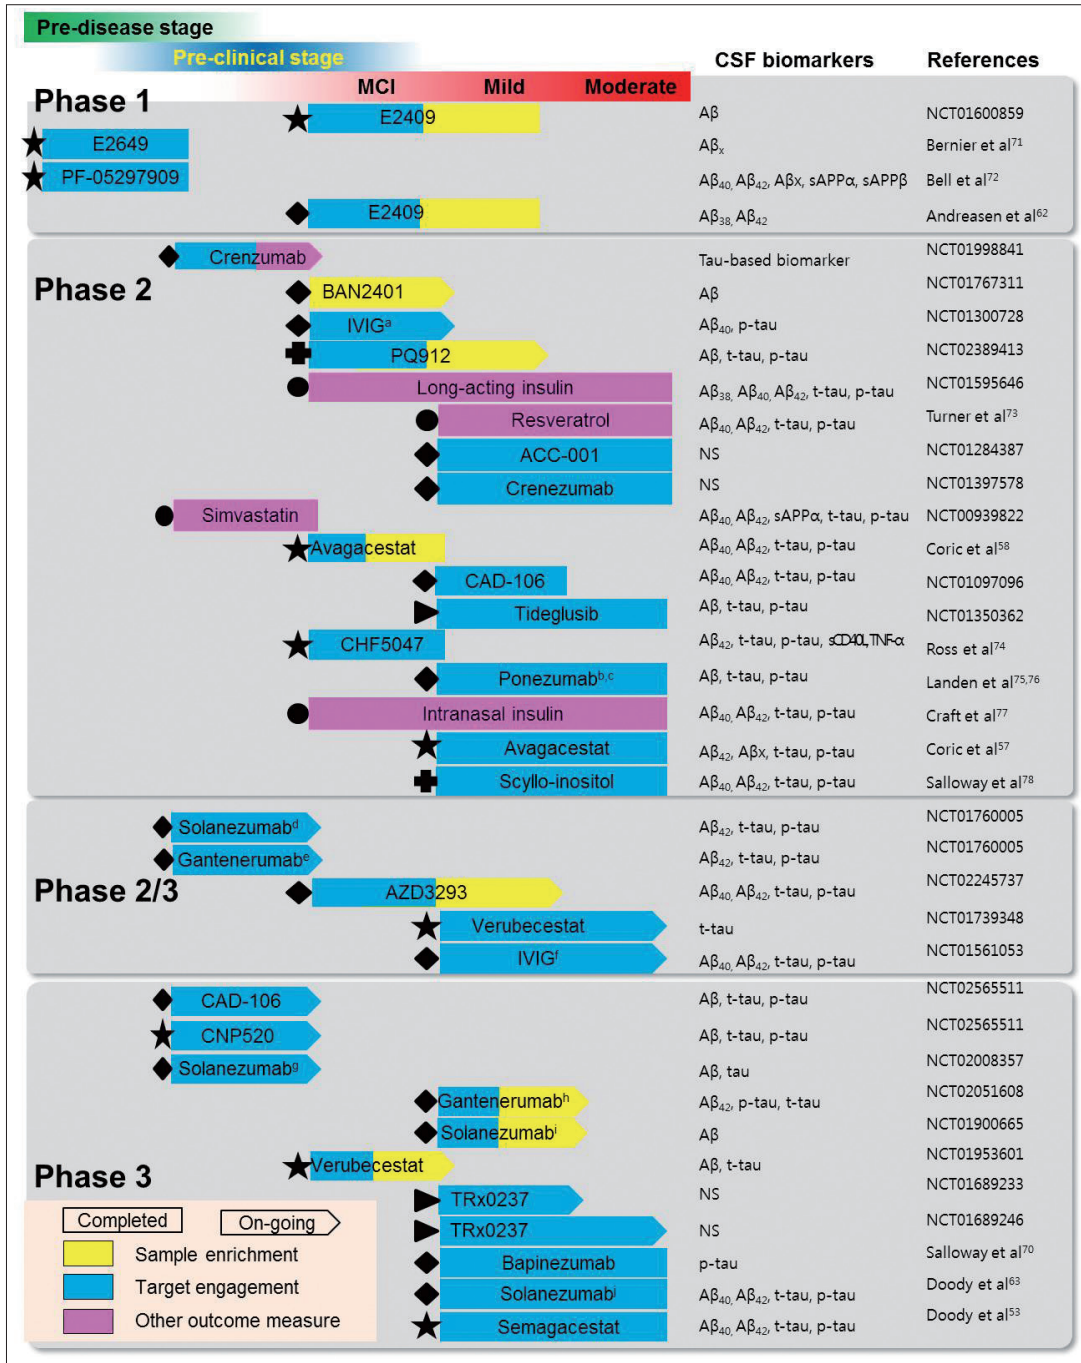 Pre-disease stage
Pre-clinical stage
CSF biomarkers References
MCI Mild Moderate
Phase 1
E2409 Aβ NCT01600859
E2649 Aβₓ Bernier et al⁷¹
PF-05297909 Aβ₄₀, Aβ₄₂, Aβx, sAPPα, sAPPβ Bell et al⁷²
E2409 Aβ₃₈, Aβ₄₂ Andreasen et al⁶²
Phase 2
Crenzumab Tau-based biomarker NCT01998841
BAN2401 Aβ NCT01767311
IVIGᵃ Aβ₄₀, p-tau NCT01300728
PQ912 Aβ, t-tau, p-tau NCT02389413
Long-acting insulin Aβ₃₈, Aβ₄₀, Aβ₄₂, t-tau, p-tau NCT01595646
Resveratrol Aβ₄₀, Aβ₄₂, t-tau, p-tau Turner et al⁷³
ACC-001 NS NCT01284387
Crenezumab NS NCT01397578
Simvastatin Aβ₄₀, Aβ₄₂, sAPPα, t-tau, p-tau NCT00939822
Avagacestat Aβ₄₀, Aβ₄₂, t-tau, p-tau Coric et al⁵⁸
CAD-106 Aβ₄₀, Aβ₄₂, t-tau, p-tau NCT01097096
Tideglusib Aβ, t-tau, p-tau NCT01350362
CHF5047 Aβ₄₂, t-tau, p-tau, sCD40L, TNF-α Ross et al⁷⁴
Ponezumabᵇ,ᶜ Aβ, t-tau, p-tau Landen et al⁷⁵,⁷⁶
Intranasal insulin Aβ₄₀, Aβ₄₂, t-tau, p-tau Craft et al⁷⁷
Avagacestat Aβ₄₂, Aβx, t-tau, p-tau Coric et al⁵⁷
Scyllo-inositol Aβ₄₀, Aβ₄₂, t-tau, p-tau Salloway et al⁷⁸
Phase 2/3
Solanezumabᵈ Aβ₄₂, t-tau, p-tau NCT01760005
Gantenerumabᵉ Aβ₄₂, t-tau, p-tau NCT01760005
AZD3293 Aβ₄₀, Aβ₄₂, t-tau, p-tau NCT02245737
Verubecestat t-tau NCT01739348
IVIGᶠ Aβ₄₀, Aβ₄₂, t-tau, p-tau NCT01561053
Phase 3
CAD-106 Aβ, t-tau, p-tau NCT02565511
CNP520 Aβ, t-tau, p-tau NCT02565511
Solanezumabᵍ Aβ, tau NCT02008357
Gantenerumabʰ Aβ₄₂, p-tau, t-tau NCT02051608
Solanezumabⁱ Aβ NCT01900665
Verubecestat Aβ, t-tau NCT01953601
TRx0237 NS NCT01689233
TRx0237 NS NCT01689246
Bapinezumab p-tau Salloway et al⁷⁰
Solanezumabʲ Aβ₄₀, Aβ₄₂, t-tau, p-tau Doody et al⁶³
Semagacestat Aβ₄₀, Aβ₄₂, t-tau, p-tau Doody et al⁵³
Completed On-going
Sample enrichment
Target engagement
Other outcome measure